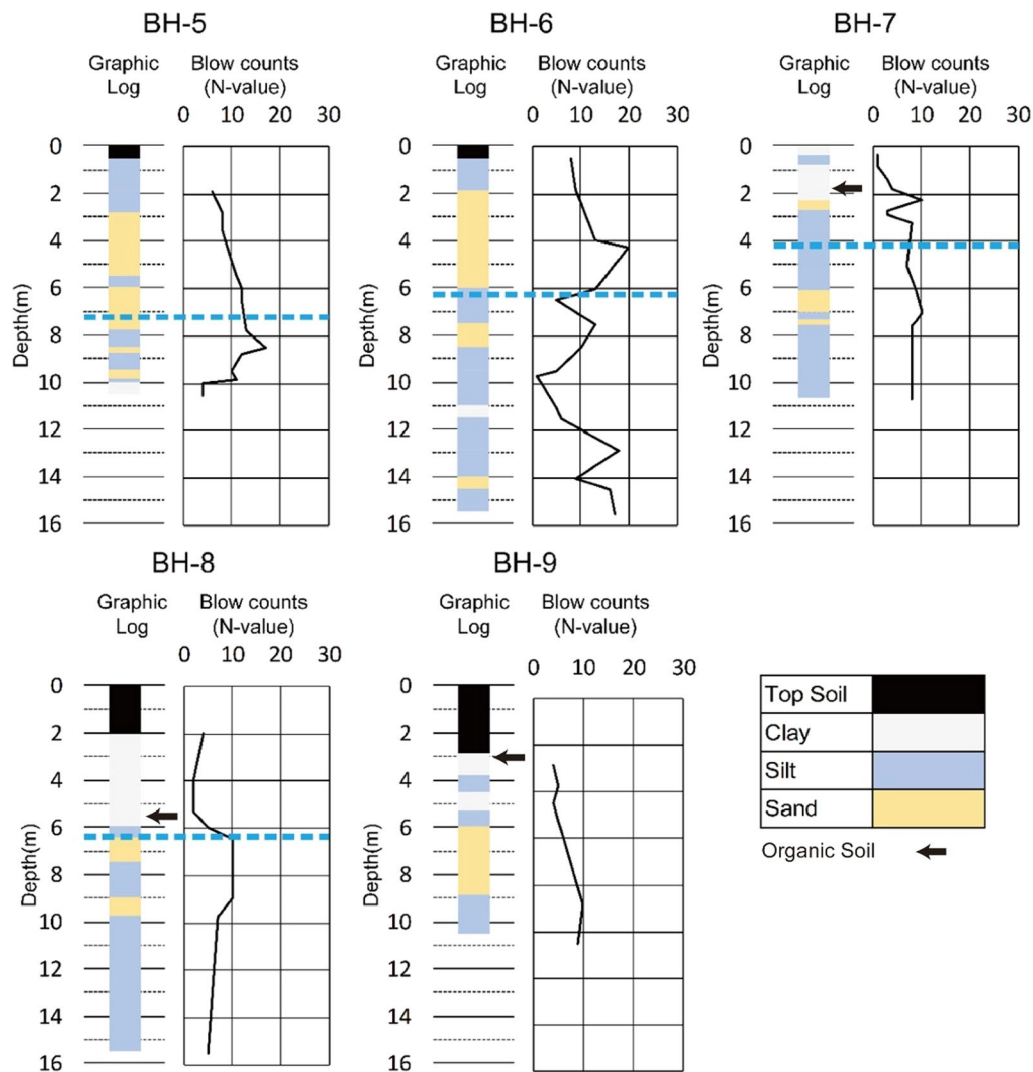 BH-5
Graphic Log
Blow counts (N-value)
0 10 20 30
Depth(m)
0
2
4
6
8
10
12
14
16
BH-6
Graphic Log
Blow counts (N-value)
0 10 20 30
Depth(m)
0
2
4
6
8
10
12
14
16
BH-7
Graphic Log
Blow counts (N-value)
0 10 20 30
Depth(m)
0
2
4
6
8
10
12
14
16
BH-8
Graphic Log
Blow counts (N-value)
0 10 20 30
Depth(m)
0
2
4
6
8
10
12
14
16
BH-9
Graphic Log
Blow counts (N-value)
0 10 20 30
Depth(m)
0
2
4
6
8
10
12
14
16
Top Soil
Clay
Silt
Sand
Organic Soil